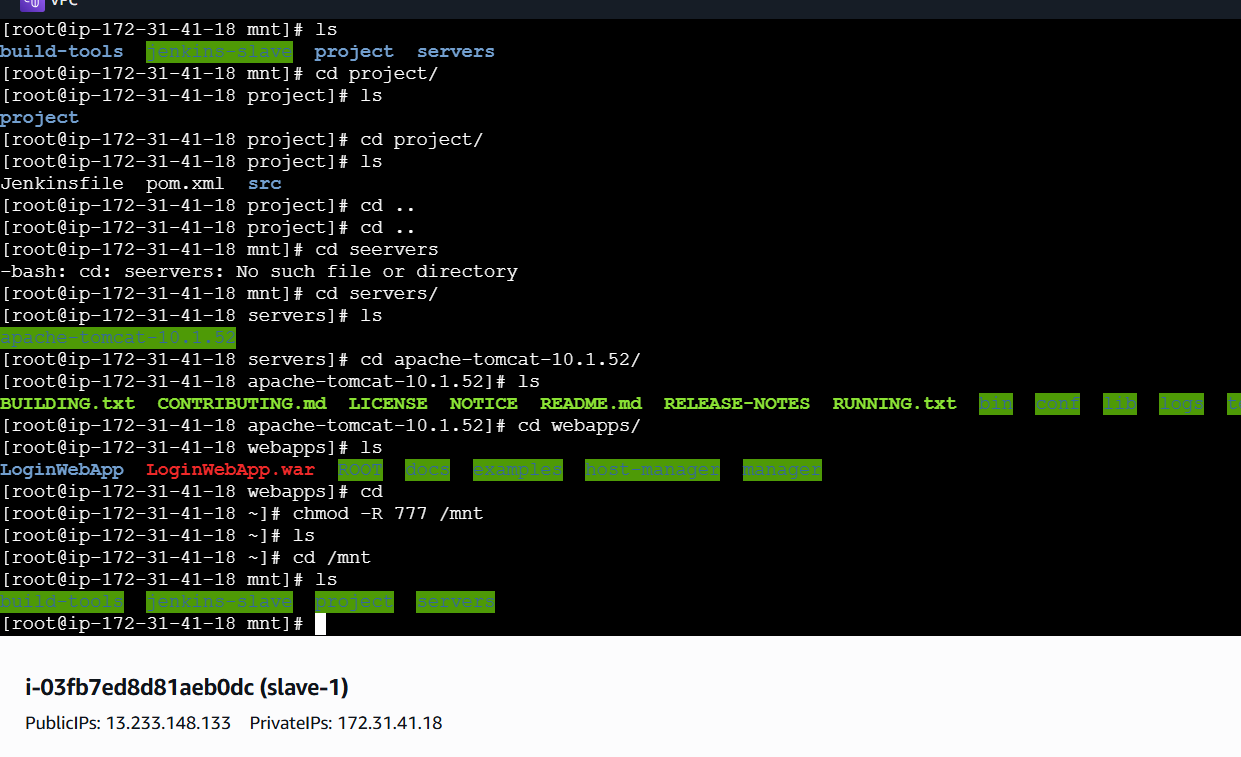 VPC
[root@ip-172-31-41-18 mnt]# ls
build-tools  jenkins-slave  project  servers
[root@ip-172-31-41-18 mnt]# cd project/
[root@ip-172-31-41-18 project]# ls
project
[root@ip-172-31-41-18 project]# cd project/
[root@ip-172-31-41-18 project]# ls
Jenkinsfile  pom.xml  src
[root@ip-172-31-41-18 project]# cd ..
[root@ip-172-31-41-18 project]# cd ..
[root@ip-172-31-41-18 mnt]# cd seervers
-bash: cd: seervers: No such file or directory
[root@ip-172-31-41-18 mnt]# cd servers/
[root@ip-172-31-41-18 servers]# ls
apache-tomcat-10.1.52
[root@ip-172-31-41-18 servers]# cd apache-tomcat-10.1.52/
[root@ip-172-31-41-18 apache-tomcat-10.1.52]# ls
BUILDING.txt  CONTRIBUTING.md  LICENSE  NOTICE  README.md  RELEASE-NOTES  RUNNING.txt  bin  conf  lib  logs
[root@ip-172-31-41-18 apache-tomcat-10.1.52]# cd webapps/
[root@ip-172-31-41-18 webapps]# ls
LoginWebApp  LoginWebApp.war  ROOT  docs  examples  host-manager  manager
[root@ip-172-31-41-18 webapps]# cd
[root@ip-172-31-41-18 ~]# chmod -R 777 /mnt
[root@ip-172-31-41-18 ~]# ls
[root@ip-172-31-41-18 ~]# cd /mnt
[root@ip-172-31-41-18 mnt]# ls
build-tools  jenkins-slave  project  servers
[root@ip-172-31-41-18 mnt]#
i-03fb7ed8d81aeb0dc (slave-1)
PublicIPs: 13.233.148.133  PrivateIPs: 172.31.41.18